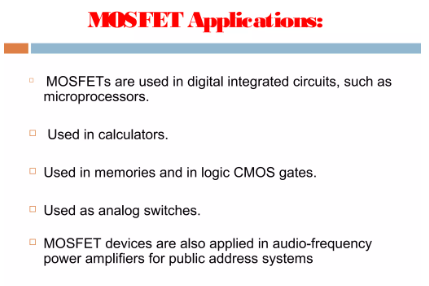 MOSFET Applications:
MOSFETs are used in digital integrated circuits, such as
microprocessors.
Used in calculators.
Used in memories and in logic CMOS gates.
Used as analog switches.
MOSFET devices are also applied in audio-frequency
power amplifiers for public address systems